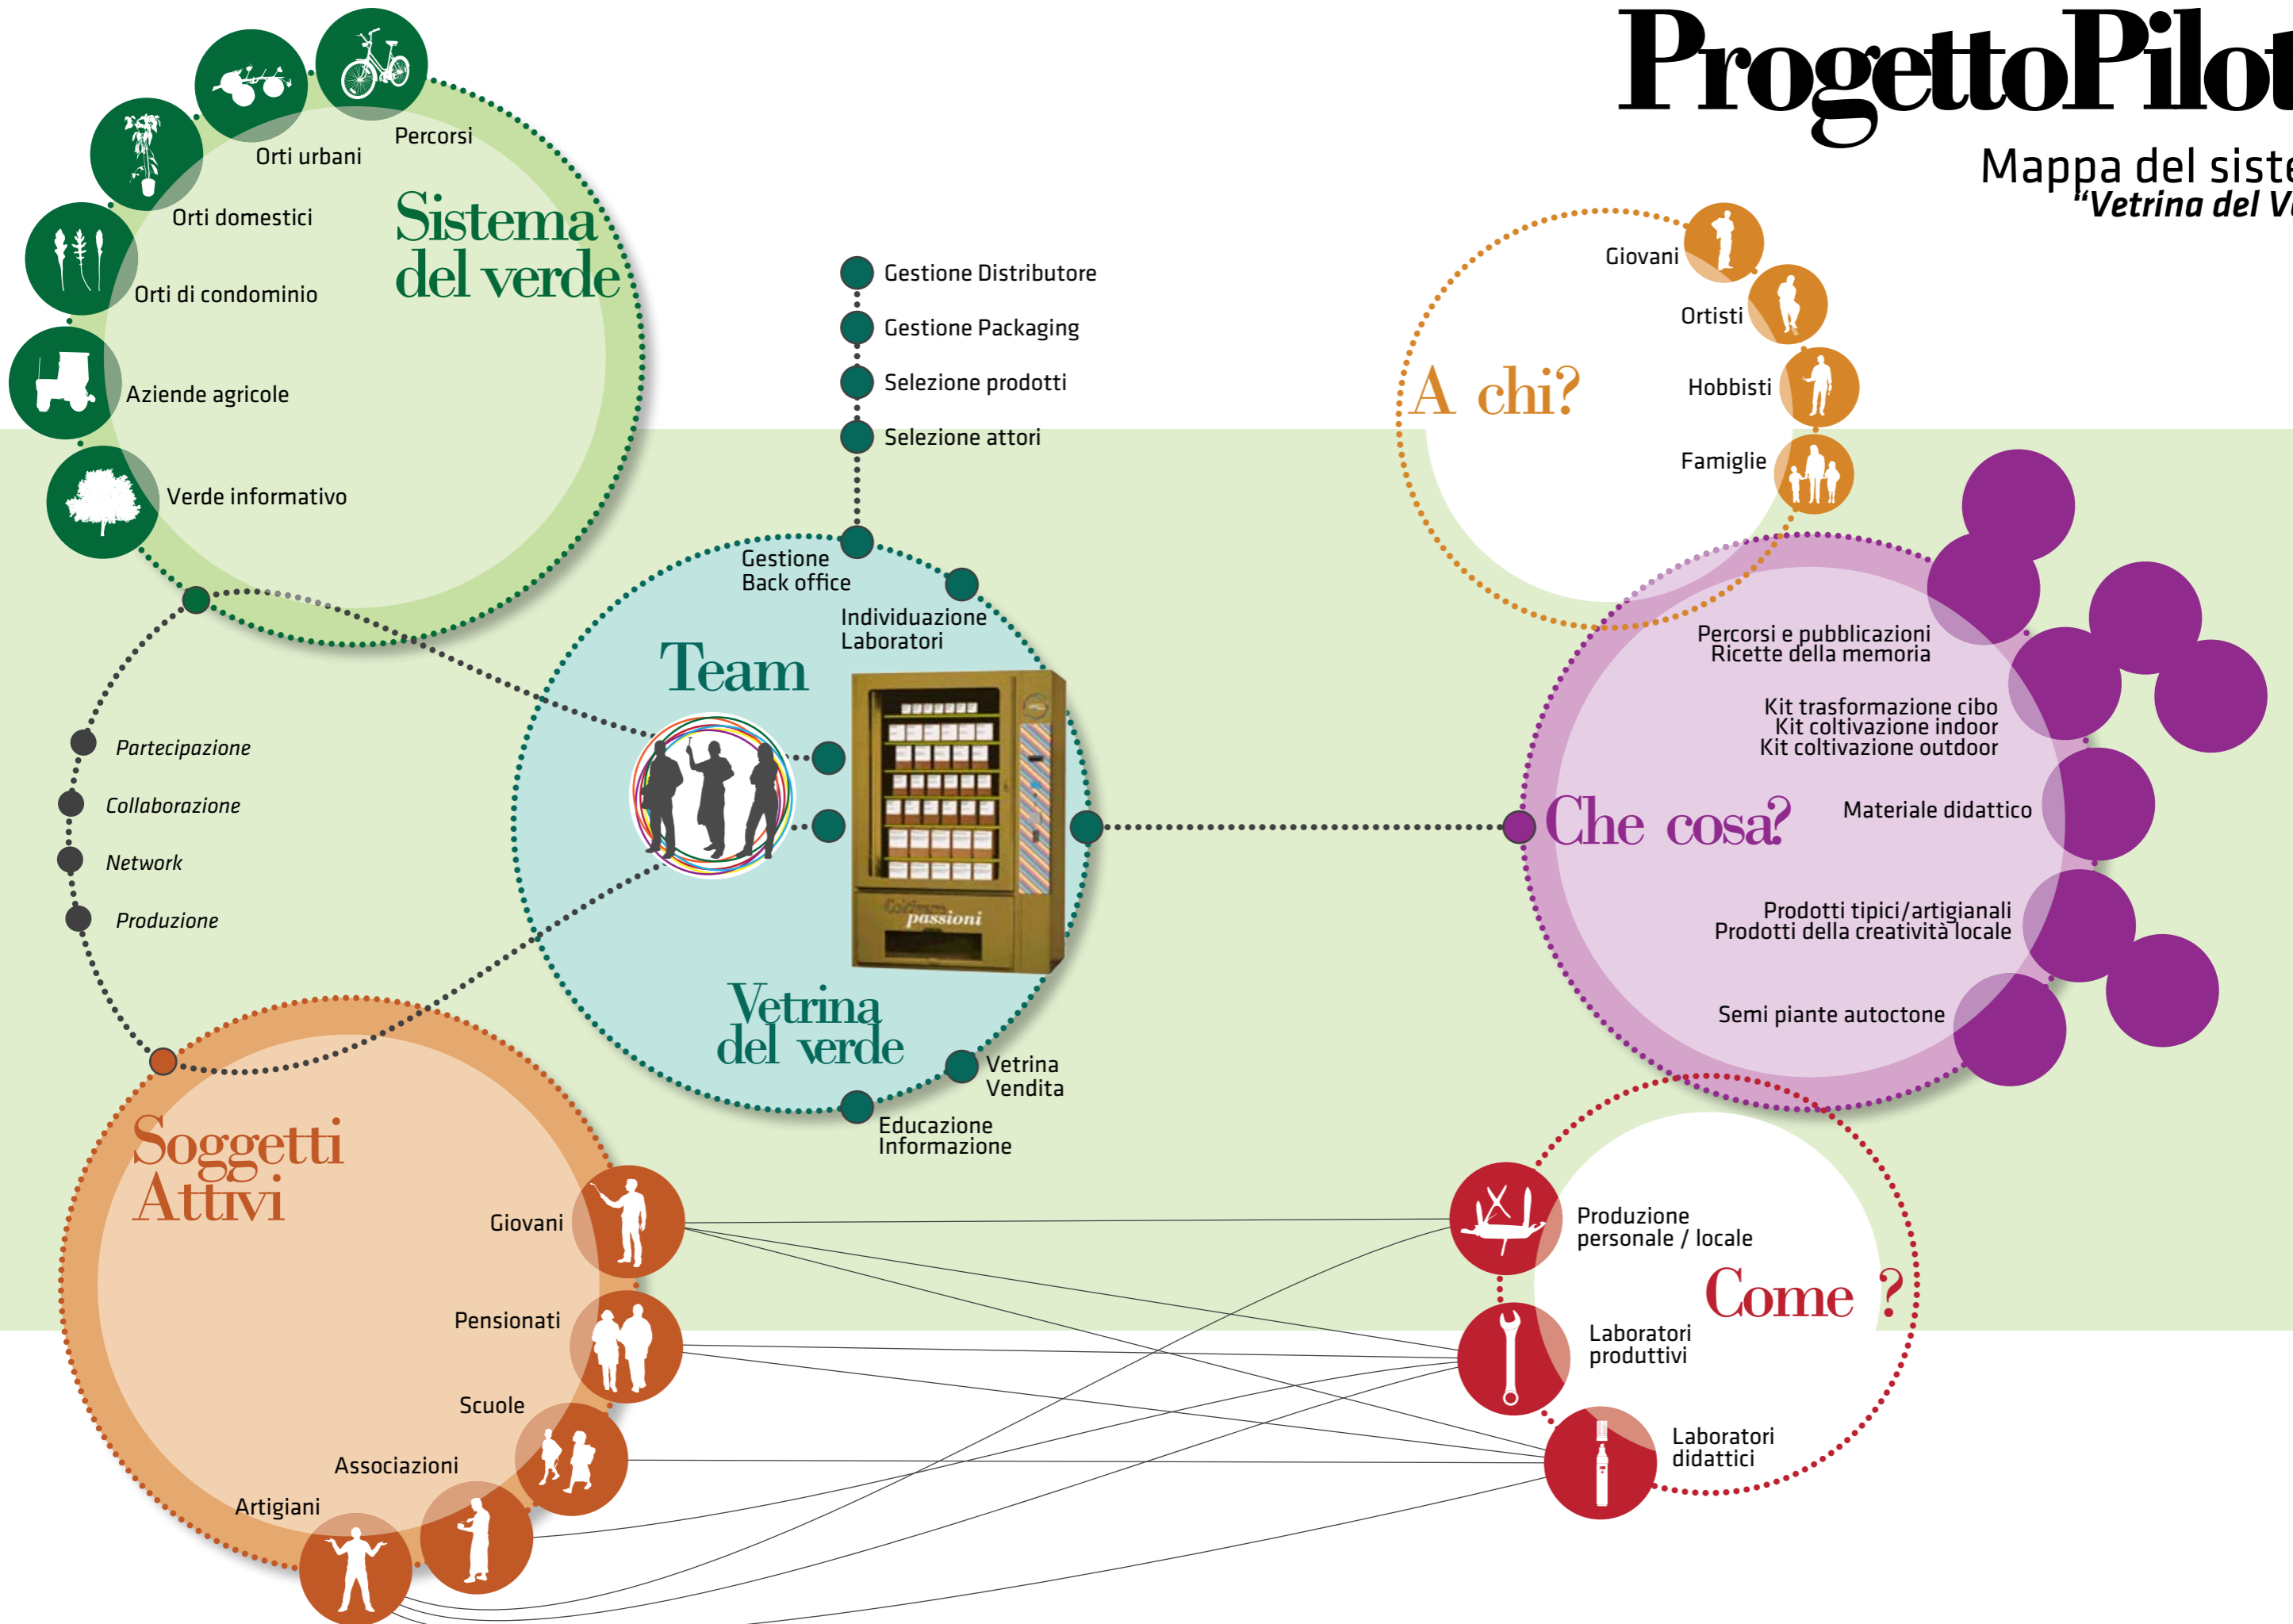 ProgettoPilot
Mappa del siste
"Vetrina del V
Percorsi
Orti urbani
Orti domestici
Orti di condominio
Aziende agricole
Verde informativo
Sistema
del verde
Gestione Distributore
Gestione Packaging
Selezione prodotti
Selezione attori
Gestione
Back office
Individuazione
Laboratori
Team
passioni
Vetrina
del verde
Vetrina
Vendita
Educazione
Informazione
Partecipazione
Collaborazione
Network
Produzione
A chi?
Giovani
Ortisti
Hobbisti
Famiglie
Che cosa?
Percorsi e pubblicazioni
Ricette della memoria
Kit trasformazione cibo
Kit coltivazione indoor
Kit coltivazione outdoor
Materiale didattico
Prodotti tipici/artigianali
Prodotti della creatività locale
Semi piante autoctone
Soggetti
Attivi
Giovani
Pensionati
Scuole
Associazioni
Artigiani
Come ?
Produzione
personale / locale
Laboratori
produttivi
Laboratori
didattici